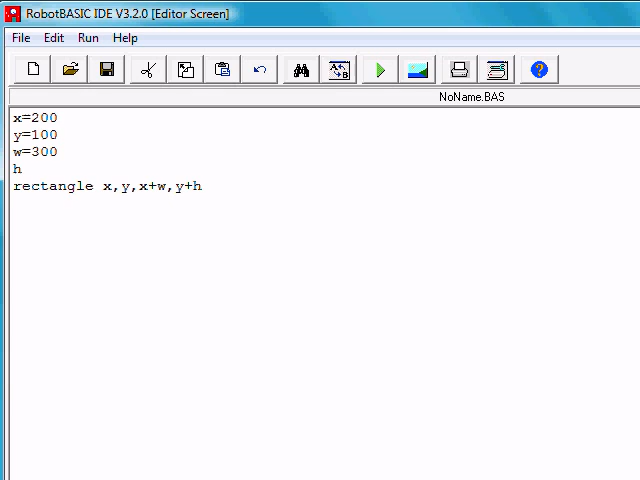 RobotBASIC IDE V3.2.0 [Editor Screen]
File Edit Run Help
NoName.BAS
x=200
y=100
w=300
h
rectangle x,y,x+w,y+h